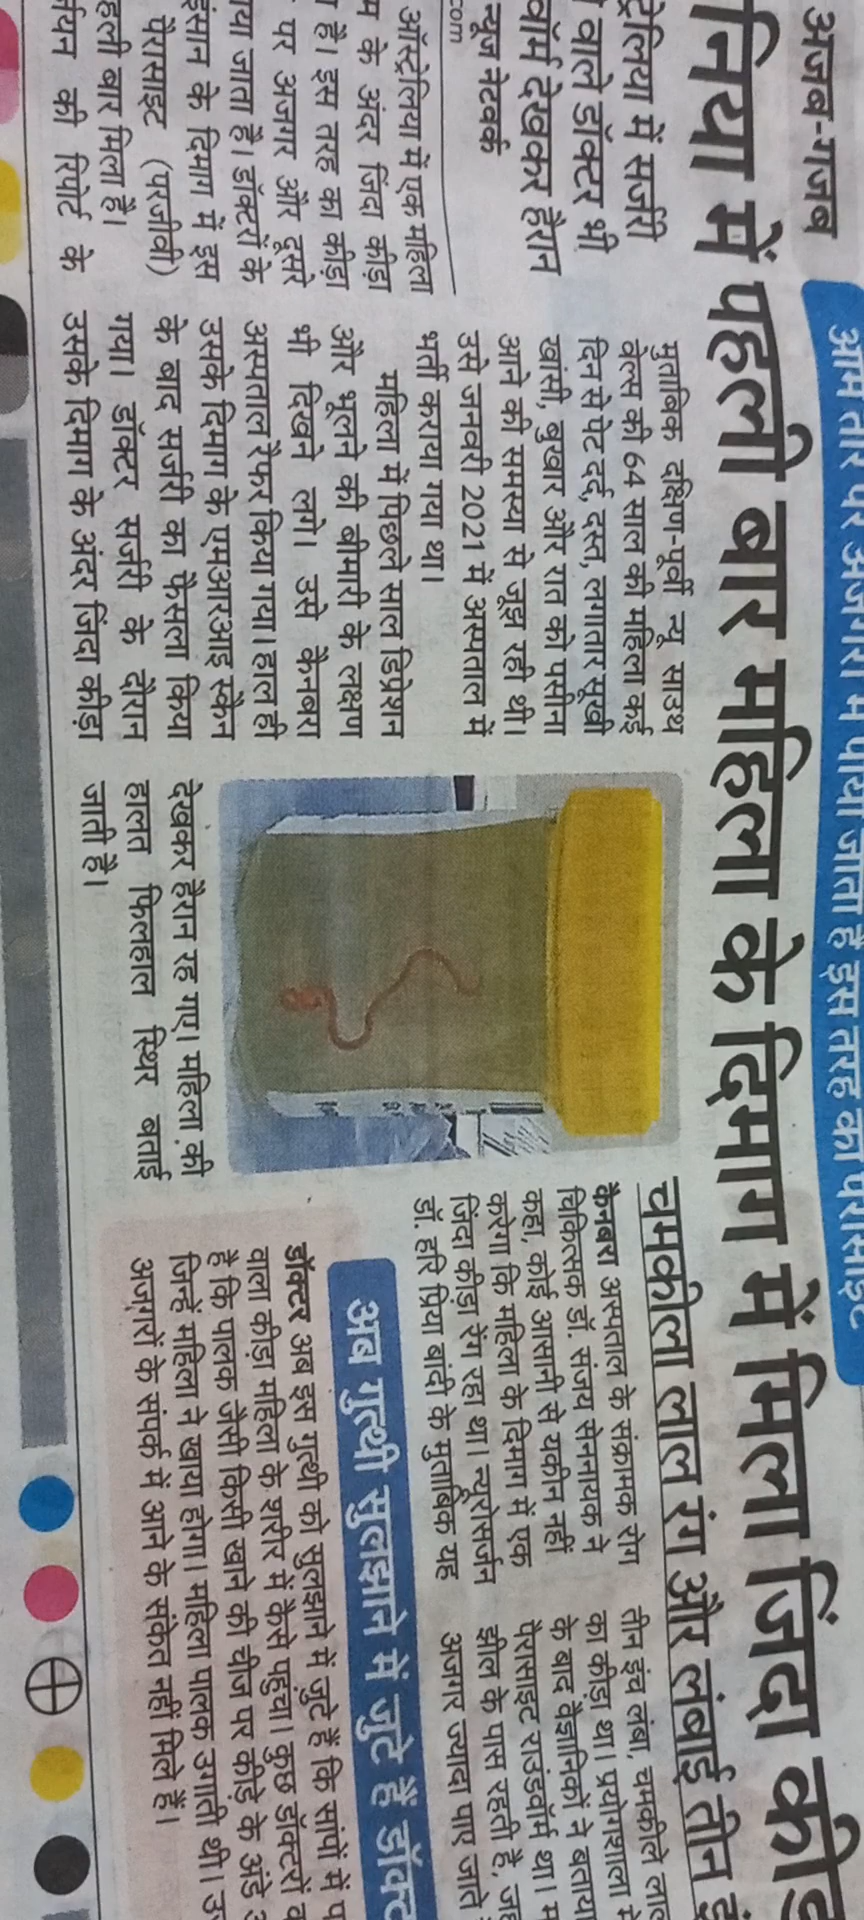 अजब-गजब
आम तौर पर अजगरों में पाया जाता है इस तरह का पैरासाइट
निया में पहली बार महिला के दिमाग में मिला जिंदा
में सर्जरी
वाले डॉक्टर भी
वॉर्म देखकर हैरान
न्यूज नेटवर्क
com
ऑस्ट्रेलिया में एक महिला
के अंदर जिंदा कीड़ा
है। इस तरह का कीड़ा
पर अजगर और दूसरे
जाता है। डॉक्टरों के
इंसान के दिमाग में इस
पैरासाइट (परजीवी)
बार मिला है।
की रिपोर्ट के
मुताबिक दक्षिण-पूर्वी न्यू साउथ
वेल्स की 64 साल की महिला कई
दिन से पेट दर्द, दस्त, लगातार सूखी
खांसी, बुखार और रात को पसीना
आने की समस्या से जूझ रही थी।
उसे जनवरी 2021 में अस्पताल में
भर्ती कराया गया था।
महिला में पिछले साल डिप्रेशन
और भूलने की बीमारी के लक्षण
भी दिखने लगे। उसे कैनबरा
अस्पताल रैफर किया गया। हाल ही
उसके दिमाग के एमआरआइ स्कैन
के बाद सर्जरी का फैसला किया
गया। डॉक्टर सर्जरी के दौरान
उसके दिमाग के अंदर जिंदा कीड़ा
देखकर हैरान रह गए। महिला की
हालत फिलहाल स्थिर बताई
जाती है।
चमकीला लाल रंग और लंबाई तीन
कैनबरा अस्पताल के संक्रामक रोग
चिकित्सक डॉ. संजय सेननायक ने
कहा, कोई आसानी से यकीन नहीं
करेगा कि महिला के दिमाग में एक
जिंदा कीड़ा रेंग रहा था। न्यूरोसर्जन
डॉ. हरि प्रिया बांदी के मुताबिक यह
तीन इंच लंबा, चमकीले
का कीड़ा था। प्रयोगशाला
के बाद वैज्ञानिकों ने बताया
पैरासाइट राउंडवॉर्म था।
झील के पास रहती है,
अजगर ज्यादा पाए जाते
अब गुत्थी सुलझाने में जुटे हैं
डॉक्टर अब इस गुत्थी को सुलझाने में जुटे हैं कि सांपों में
वाला कीड़ा महिला के शरीर में कैसे पहुंचा। कुछ डॉक्टरों
है कि पालक जैसी किसी खाने की चीज पर कीड़े के अंडे
जिन्हें महिला ने खाया होगा। महिला पालक उगाती थी।
अजगरों के संपर्क में आने के संकेत नहीं मिले हैं।